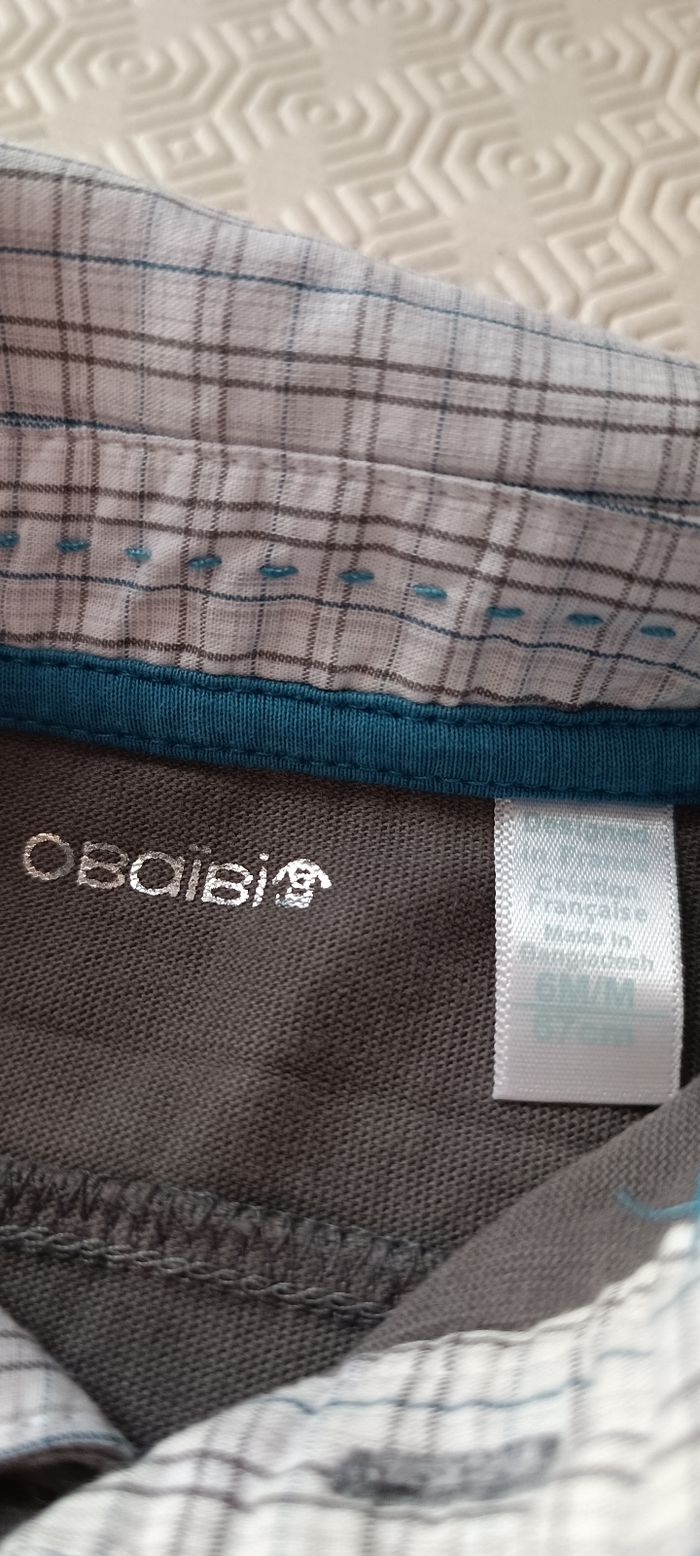 OBaïBi
Designed
in France
Création
Française
Made in
Bangladesh
6M/M
67cm